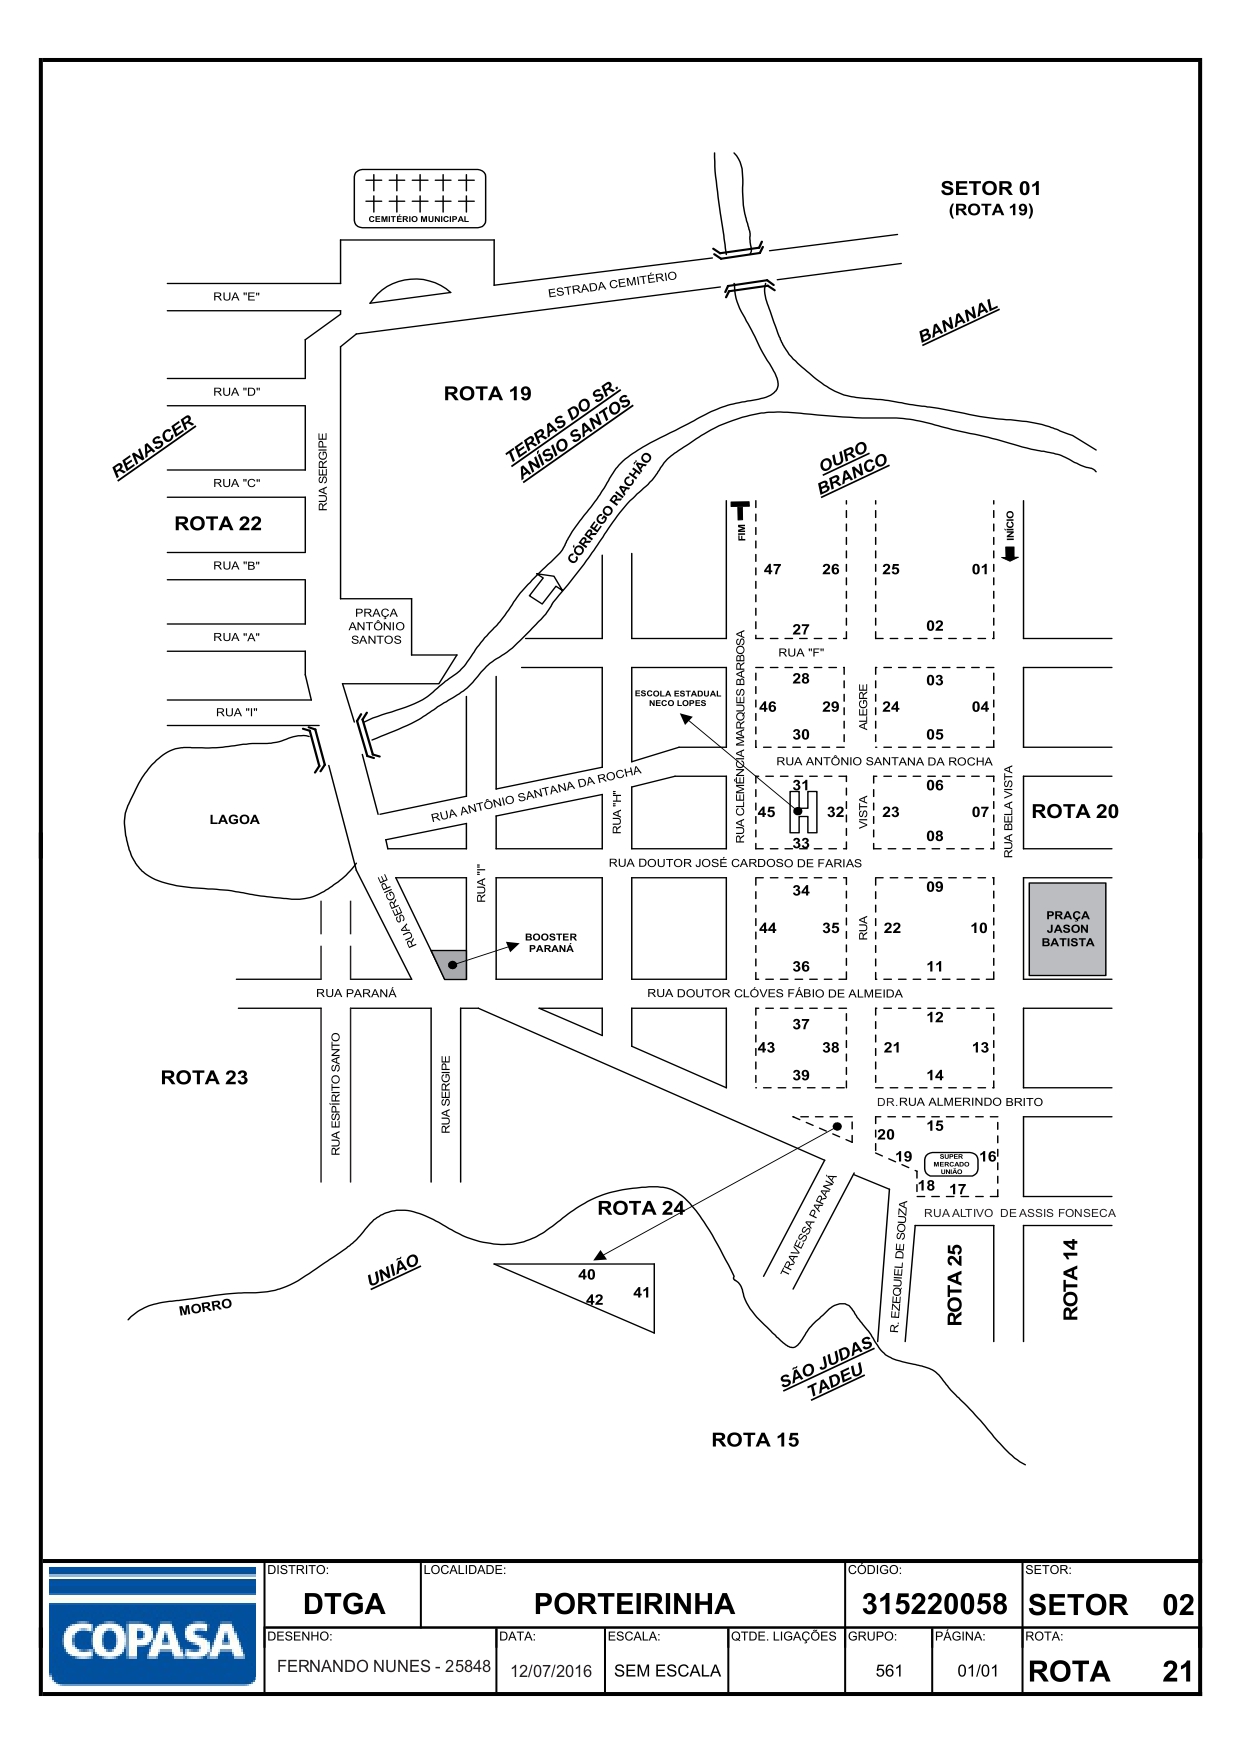 SETOR 01
(ROTA 19)
CEMITÉRIO MUNICIPAL
ESTRADA CEMITÉRIO
RUA "E"
BANANAL
RUA "D"
ROTA 19
TERRAS DO SR.
ANÍSIO SANTOS
RENASCER
RUA SERGIPE
OURO
BRANCO
CÓRREGO RIACHÃO
RUA "C"
ROTA 22
FIM
INÍCIO
RUA "B"
47
26
25
01
PRAÇA
ANTÔNIO
SANTOS
RUA "A"
27
02
RUA "F"
RUA CLEMÊNCIA MARQUES BARBOSA
28
03
ESCOLA ESTADUAL
NECO LOPES
46
29
ALEGRE
24
04
RUA "I"
30
05
RUA ANTÔNIO SANTANA DA ROCHA
RUA ANTÔNIO SANTANA DA ROCHA
31
06
RUA "H"
45
32
VISTA
23
07
RUA BELA VISTA
ROTA 20
LAGOA
33
08
RUA DOUTOR JOSÉ CARDOSO DE FARIAS
RUA SERGIPE
RUA "I"
34
09
44
35
RUA
22
10
PRAÇA
JASON
BATISTA
BOOSTER
PARANÁ
36
11
RUA PARANÁ
RUA DOUTOR CLÓVES FÁBIO DE ALMEIDA
37
12
43
38
21
13
39
14
ROTA 23
RUA ESPÍRITO SANTO
RUA SERGIPE
DR.RUA ALMERINDO BRITO
20
15
19
SUPER
MERCADO
UNIÃO
16
18
17
ROTA 24
TRAVESSA PARANÁ
R. EZEQUIEL DE SOUZA
RUA ALTIVO DE ASSIS FONSECA
UNIÃO
40
41
42
MORRO
ROTA 25
ROTA 14
SÃO JUDAS
TADEU
ROTA 15
COPASA
DISTRITO:
DTGA
LOCALIDADE:
PORTEIRINHA
CÓDIGO:
315220058
SETOR:
SETOR 02
DESENHO:
FERNANDO NUNES - 25848
DATA:
12/07/2016
ESCALA:
SEM ESCALA
QTDE. LIGAÇÕES
GRUPO:
561
PÁGINA:
01/01
ROTA:
ROTA 21